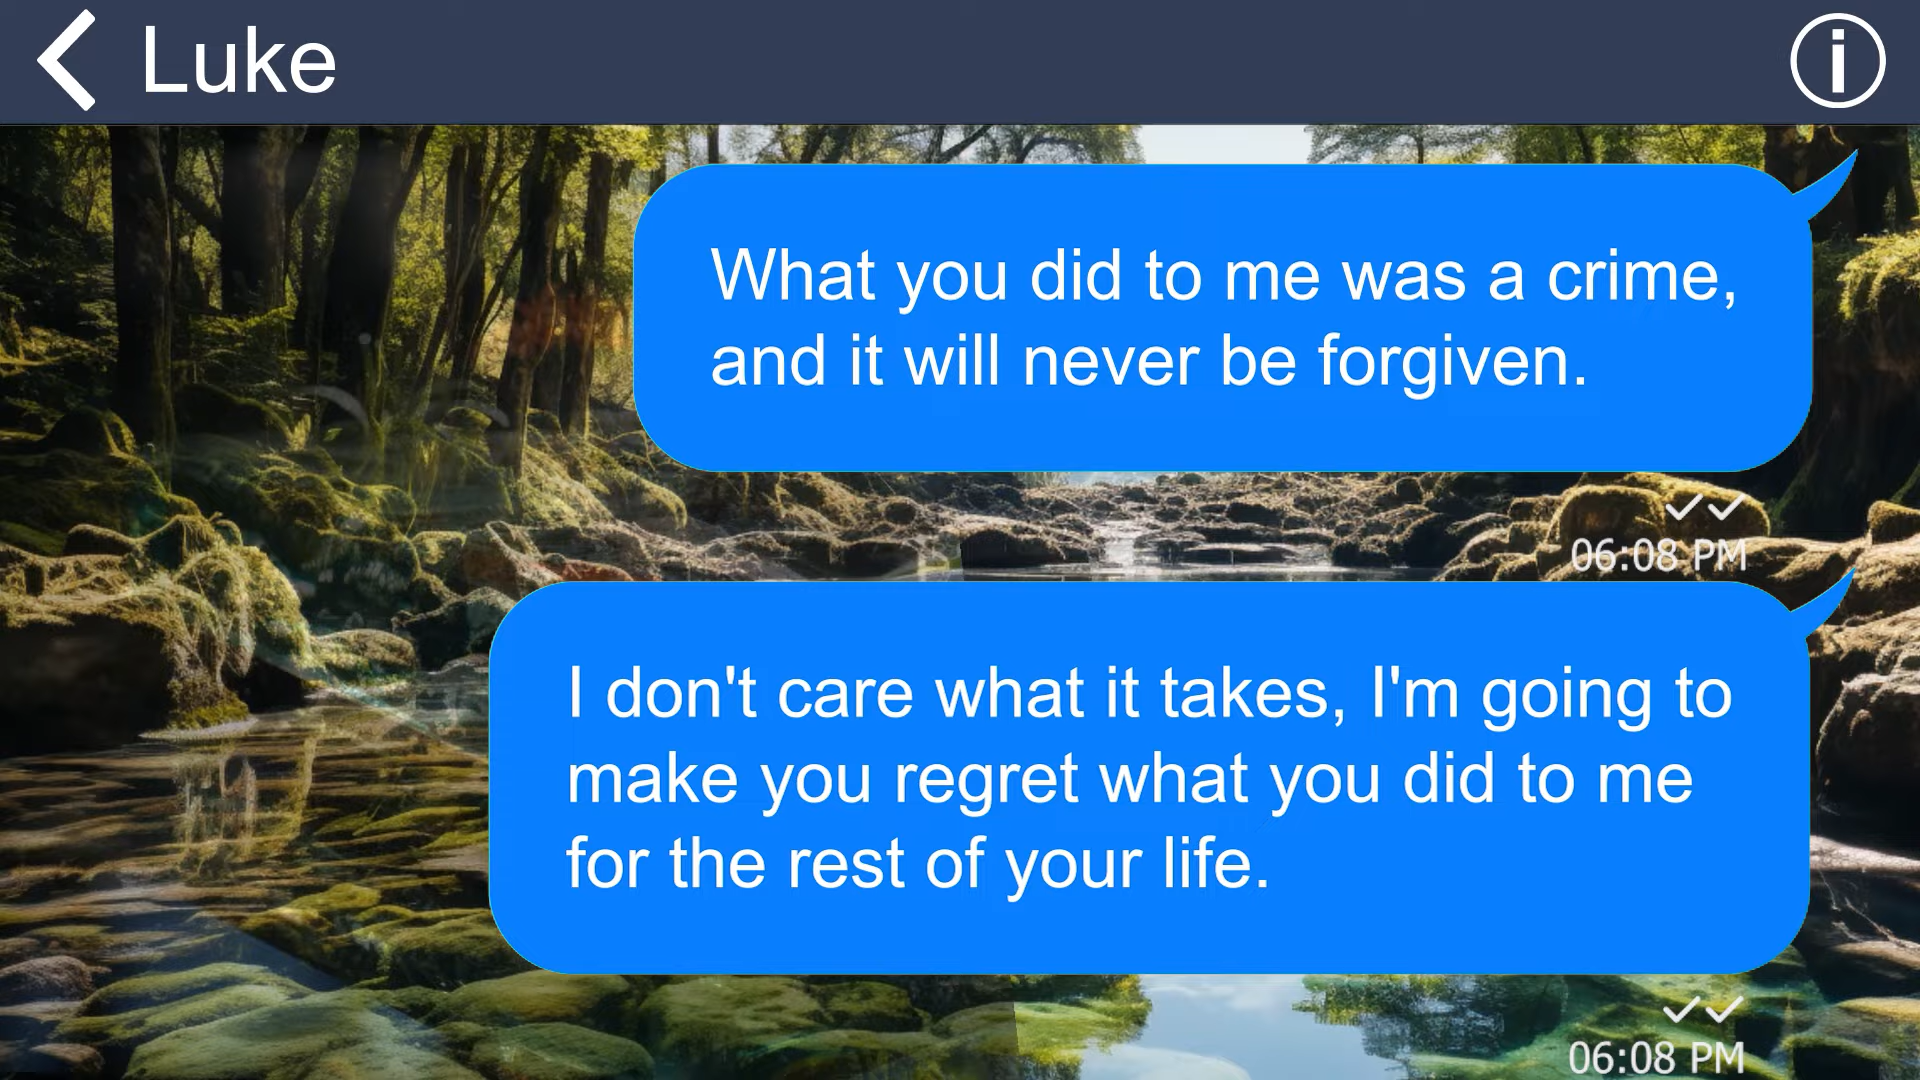 Luke
What you did to me was a crime,
and it will never be forgiven.
06:08 PM
I don't care what it takes, I'm going to
make you regret what you did to me
for the rest of your life.
06:08 PM